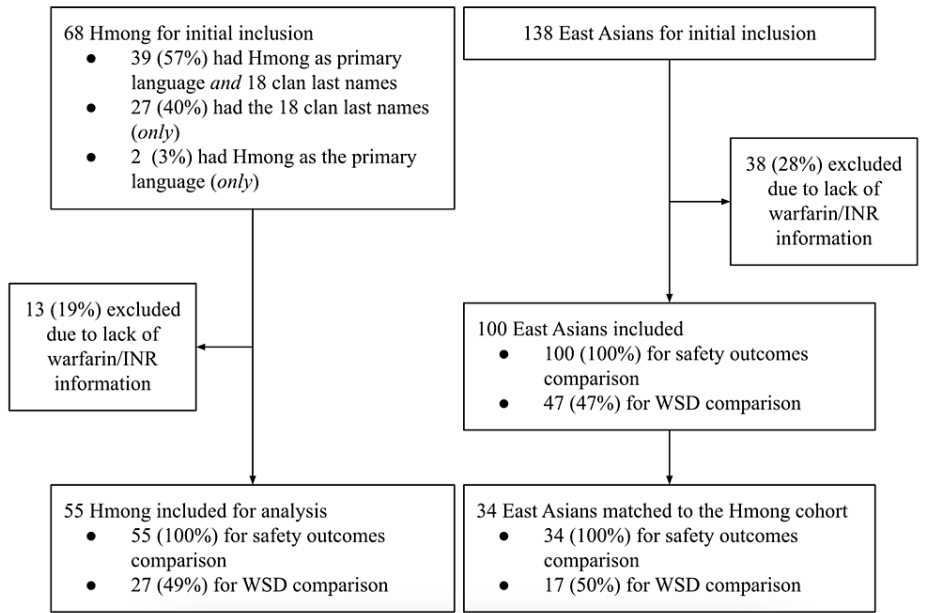 68 Hmong for initial inclusion
● 39 (57%) had Hmong as primary
language and 18 clan last names
● 27 (40%) had the 18 clan last names
(only)
● 2 (3%) had Hmong as the primary
language (only)
138 East Asians for initial inclusion
38 (28%) excluded
due to lack of
warfarin/INR
information
13 (19%) excluded
due to lack of
warfarin/INR
information
100 East Asians included
● 100 (100%) for safety outcomes
comparison
● 47 (47%) for WSD comparison
55 Hmong included for analysis
● 55 (100%) for safety outcomes
comparison
● 27 (49%) for WSD comparison
34 East Asians matched to the Hmong cohort
● 34 (100%) for safety outcomes
comparison
● 17 (50%) for WSD comparison